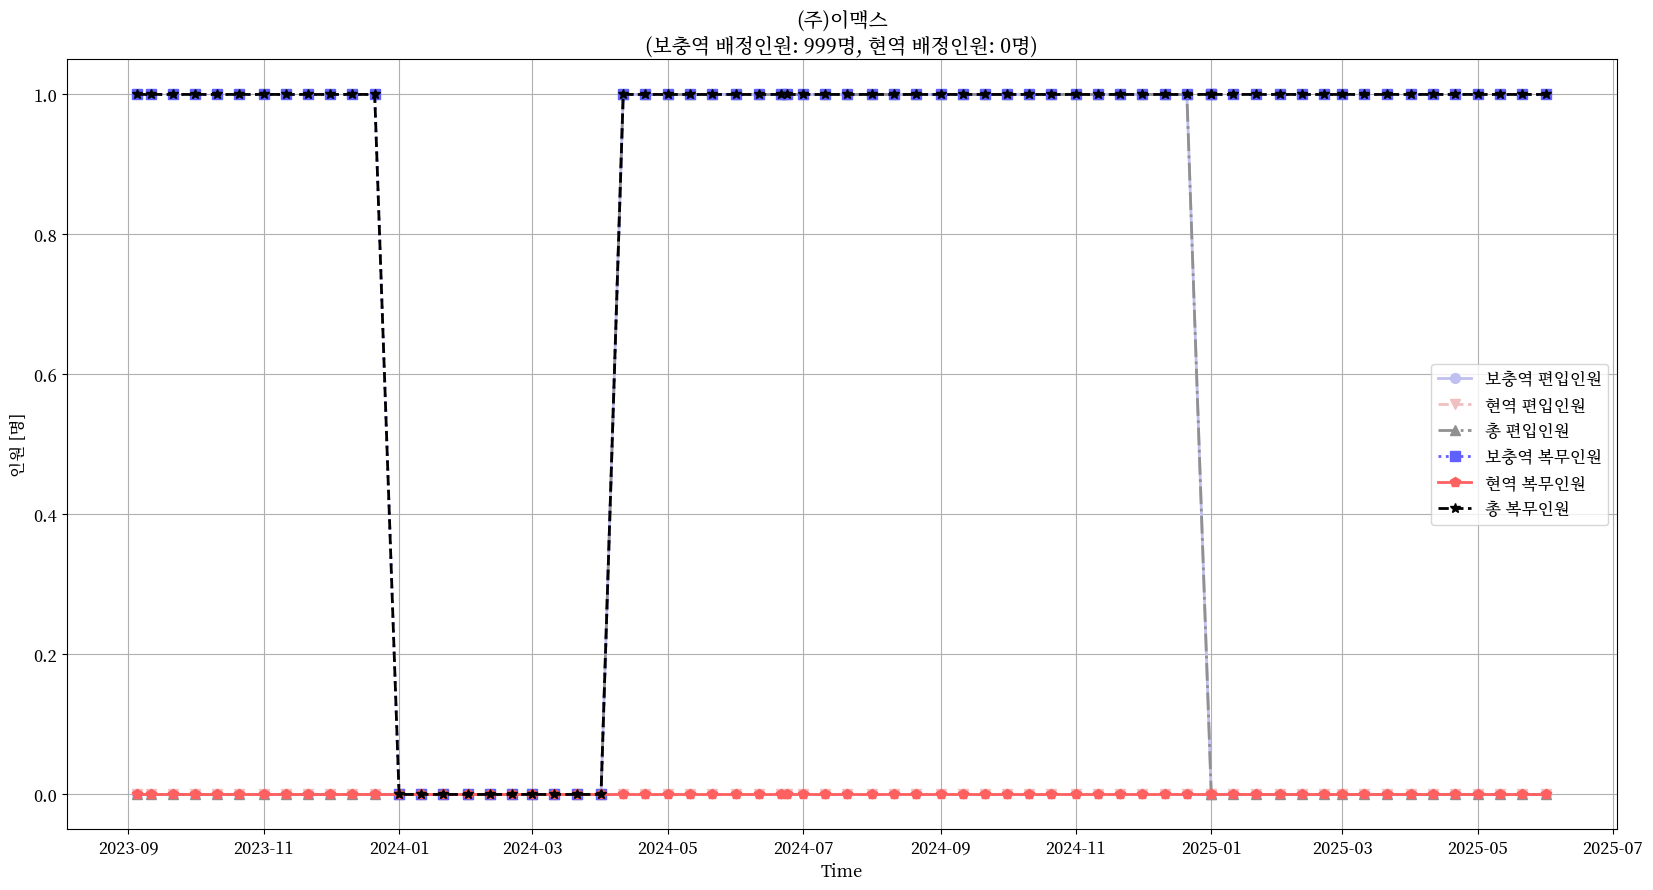 (주)이맥스
(보충역 배정인원: 999명, 현역 배정인원: 0명)
1.0
0.8
0.6
0.4
0.2
0.0
인원 [명]
보충역 편입인원
현역 편입인원
총 편입인원
보충역 복무인원
현역 복무인원
총 복무인원
2023-09 2023-11 2024-01 2024-03 2024-05 2024-07 2024-09 2024-11 2025-01 2025-03 2025-05 2025-07
Time